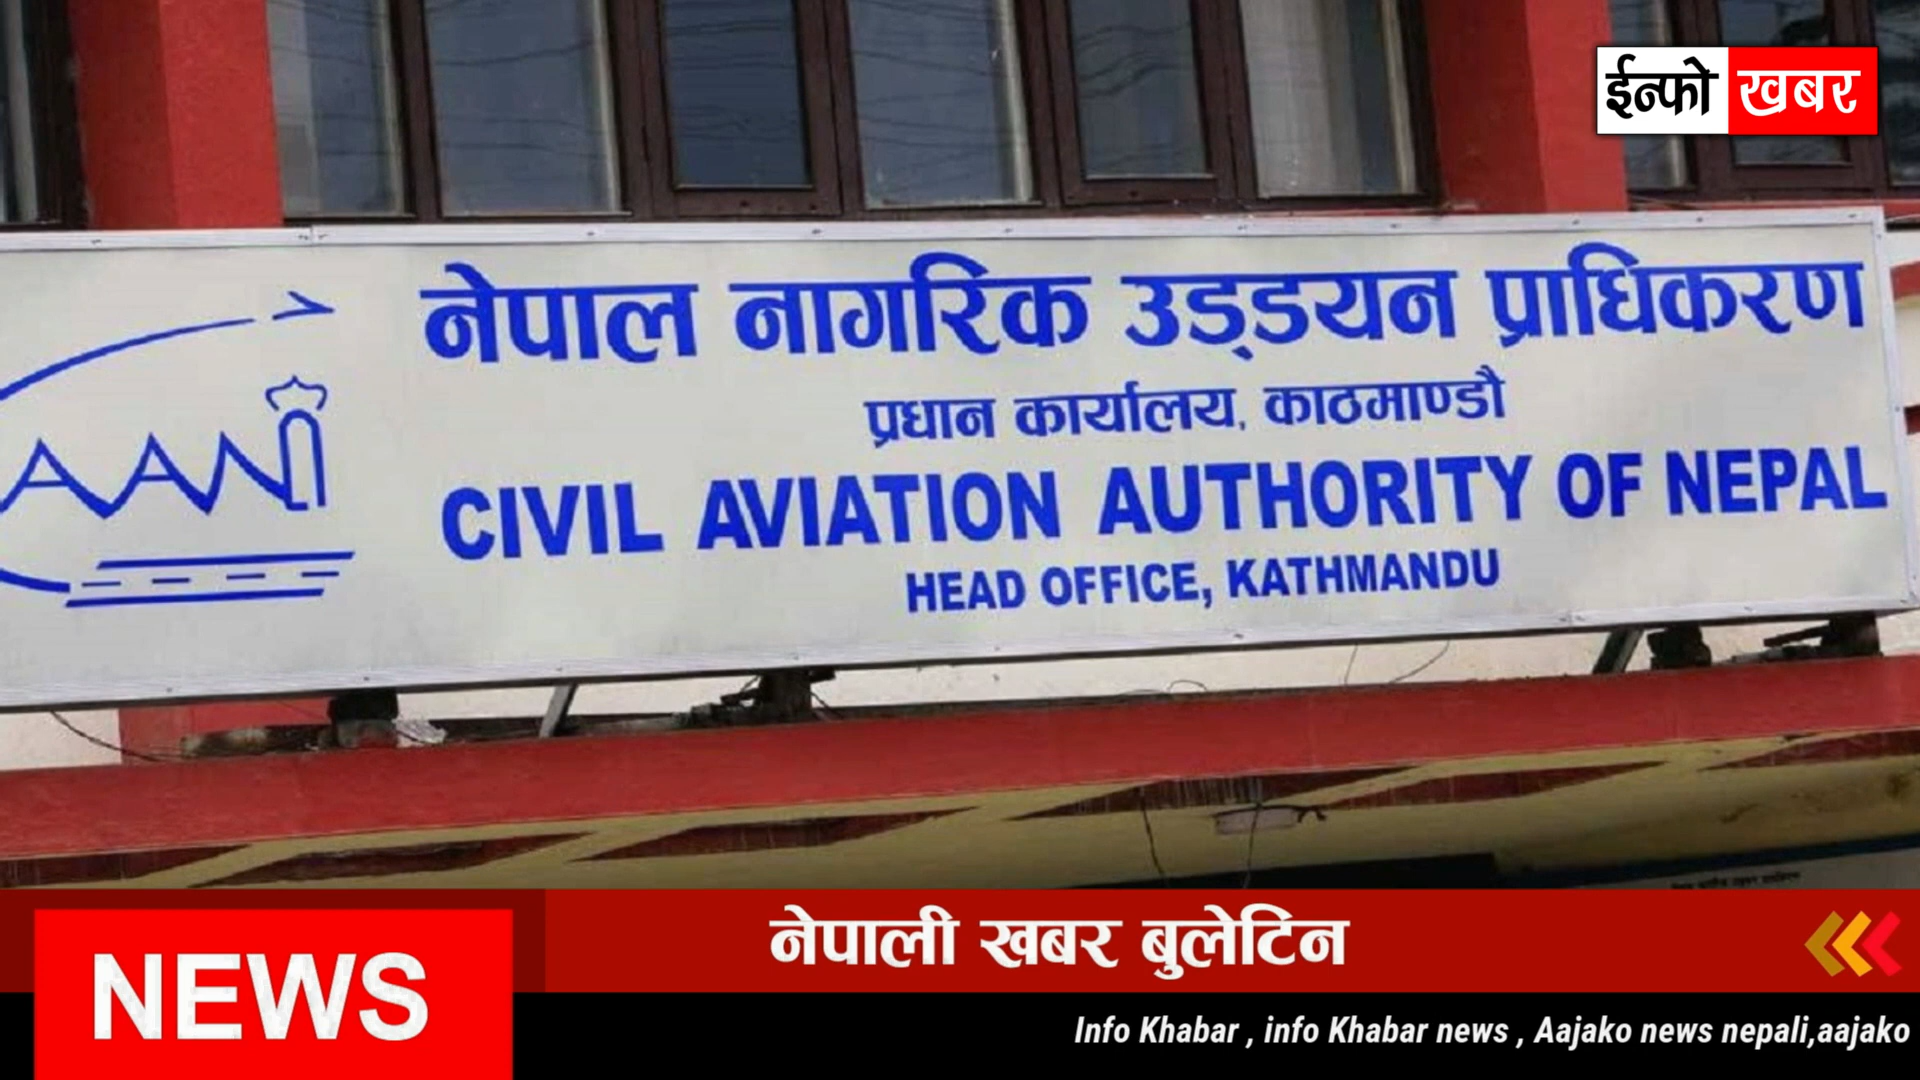 ईन्फो खबर
नेपाल नागरिक उड्डयन प्राधिकरण
प्रधान कार्यालय, काठमाण्डौ
CIVIL AVIATION AUTHORITY OF NEPAL
HEAD OFFICE, KATHMANDU
AAN
नेपाली खबर बुलेटिन
NEWS
Info Khabar , info Khabar news , Aajako news nepali,aajako